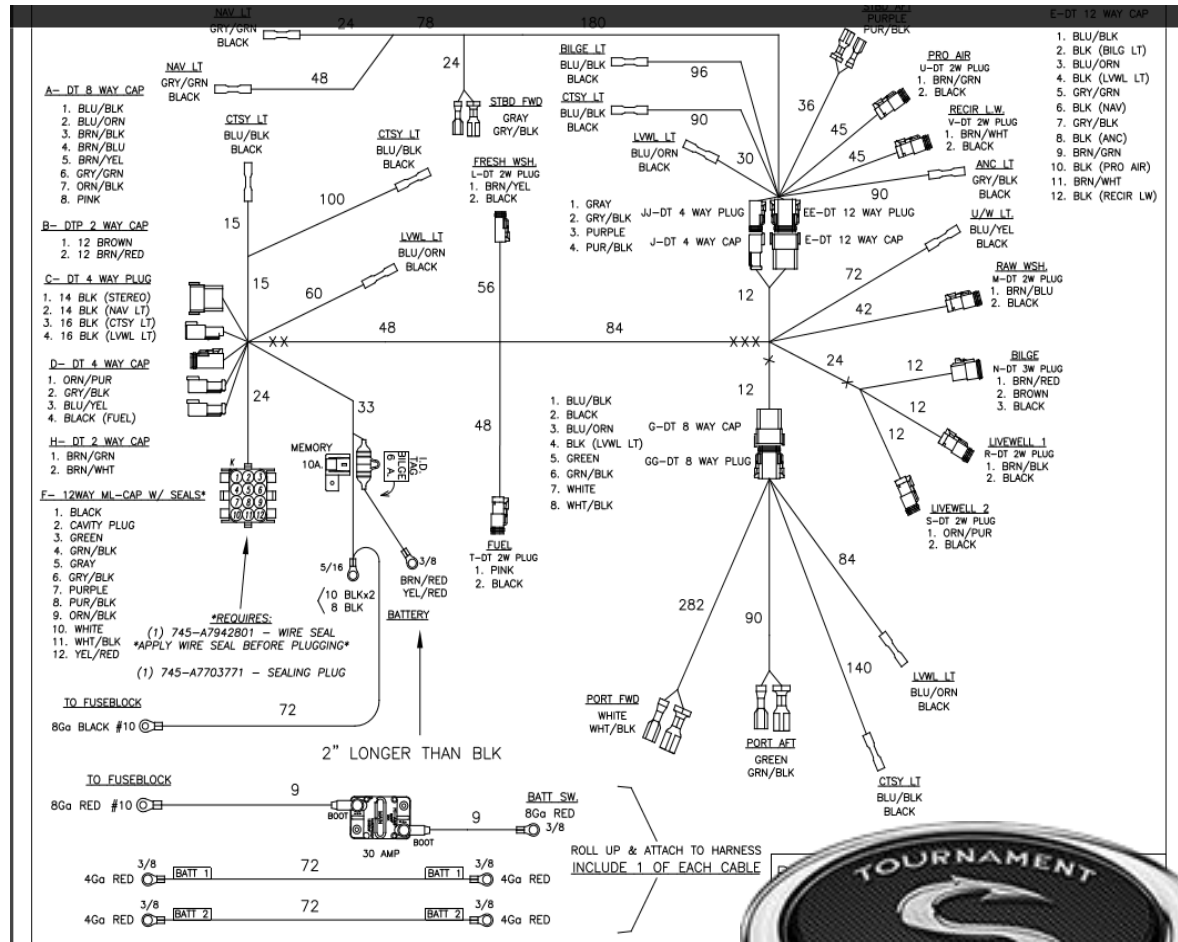 NAV LT
GRY/GRN
BLACK
24
78
180
NAV LT
GRY/GRN
BLACK
48
24
STBD FWD
GRAY
GRY/BLK
A- DT 8 WAY CAP
1. BLU/BLK
2. BLU/ORN
3. BRN/BLK
4. BRN/BLU
5. BRN/YEL
6. GRY/GRN
7. ORN/BLK
8. PINK
B- DTP 2 WAY CAP
1. 12 BROWN
2. 12 BRN/RED
C- DT 4 WAY PLUG
1. 14 BLK (STEREO)
2. 14 BLK (NAV LT)
3. 16 BLK (CTSY LT)
4. 16 BLK (LVWL LT)
D- DT 4 WAY CAP
1. ORN/PUR
2. GRY/BLK
3. BLU/YEL
4. BLACK (FUEL)
H- DT 2 WAY CAP
1. BRN/GRN
2. BRN/WHT
F- 12WAY ML-CAP W/ SEALS*
1. BLACK
2. CAVITY PLUG
3. GREEN
4. GRN/BLK
5. GRAY
6. GRY/BLK
7. PURPLE
8. PUR/BLK
9. ORN/BLK
10. WHITE
11. WHT/BLK
12. YEL/RED
CTSY LT
BLU/BLK
BLACK
15
15
CTSY LT
BLU/BLK
BLACK
100
LVWL LT
BLU/ORN
BLACK
60
XX
48
84
XXX
24
33
K
1 2 3
4 5 6
7 8 9
10 11 12
MEMORY
10A.
I.D.
TAG
BILGE
6 A.
5/16
10 BLKx2
8 BLK
3/8
BRN/RED
YEL/RED
BATTERY
*REQUIRES:
(1) 745-A7942801 - WIRE SEAL
*APPLY WIRE SEAL BEFORE PLUGGING*
(1) 745-A7703771 - SEALING PLUG
FRESH WSH.
L-DT 2W PLUG
1. BRN/YEL
2. BLACK
56
48
FUEL
T-DT 2W PLUG
1. PINK
2. BLACK
BILGE LT
BLU/BLK
BLACK
96
CTSY LT
BLU/BLK
BLACK
90
LVWL LT
BLU/ORN
BLACK
30
STBD AFT
PURPLE
PUR/BLK
36
PRO AIR
U-DT 2W PLUG
1. BRN/GRN
2. BLACK
45
RECIR L.W.
V-DT 2W PLUG
1. BRN/WHT
2. BLACK
45
ANC LT
GRY/BLK
BLACK
90
E-DT 12 WAY CAP
1. BLU/BLK
2. BLK (BILG LT)
3. BLU/ORN
4. BLK (LVWL LT)
5. GRY/GRN
6. BLK (NAV)
7. GRY/BLK
8. BLK (ANC)
9. BRN/GRN
10. BLK (PRO AIR)
11. BRN/WHT
12. BLK (RECIR LW)
1. GRAY
2. GRY/BLK
3. PURPLE
4. PUR/BLK
JJ-DT 4 WAY PLUG
EE-DT 12 WAY PLUG
J-DT 4 WAY CAP
E-DT 12 WAY CAP
12
U/W LT.
BLU/YEL
BLACK
72
RAW WSH.
M-DT 2W PLUG
1. BRN/BLU
2. BLACK
42
X
24
X
12
BILGE
N-DT 3W PLUG
1. BRN/RED
2. BROWN
3. BLACK
12
LIVEWELL 1
R-DT 2W PLUG
1. BRN/BLK
2. BLACK
12
LIVEWELL 2
S-DT 2W PLUG
1. ORN/PUR
2. BLACK
12
1. BLU/BLK
2. BLACK
3. BLU/ORN
4. BLK (LVWL LT)
5. GREEN
6. GRN/BLK
7. WHITE
8. WHT/BLK
G-DT 8 WAY CAP
GG-DT 8 WAY PLUG
282
PORT FWD
WHITE
WHT/BLK
90
PORT AFT
GREEN
GRN/BLK
84
LVWL LT
BLU/ORN
BLACK
140
CTSY LT
BLU/BLK
BLACK
TO FUSEBLOCK
8Ga BLACK #10
72
2" LONGER THAN BLK
TO FUSEBLOCK
8Ga RED #10
9
BOOT
30 AMP
BOOT
9
BATT SW.
8Ga RED
3/8
3/8
4Ga RED
BATT 1
72
BATT 1
3/8
4Ga RED
3/8
4Ga RED
BATT 2
72
BATT 2
3/8
4Ga RED
ROLL UP & ATTACH TO HARNESS
INCLUDE 1 OF EACH CABLE
TOURNAMENT